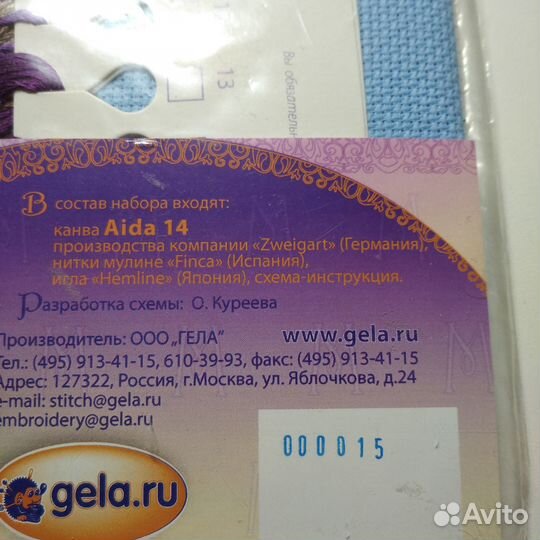 13
Вы обязательн
В состав набора входят:
канва Aida 14
производства компании «Zweigart» (Германия),
нитки мулине «Finca» (Испания),
игла «Hemline» (Япония), схема-инструкция.
Разработка схемы: О. Куреева
Производитель: ООО „ГЕЛА"
www.gela.ru
Тел.: (495) 913-41-15, 610-39-93, факс: (495) 913-41-15
Адрес: 127322, Россия, г.Москва, ул. Яблочкова, д.24
e-mail: stitch@gela.ru
embroidery@gela.ru
000015
gela.ru
Avito